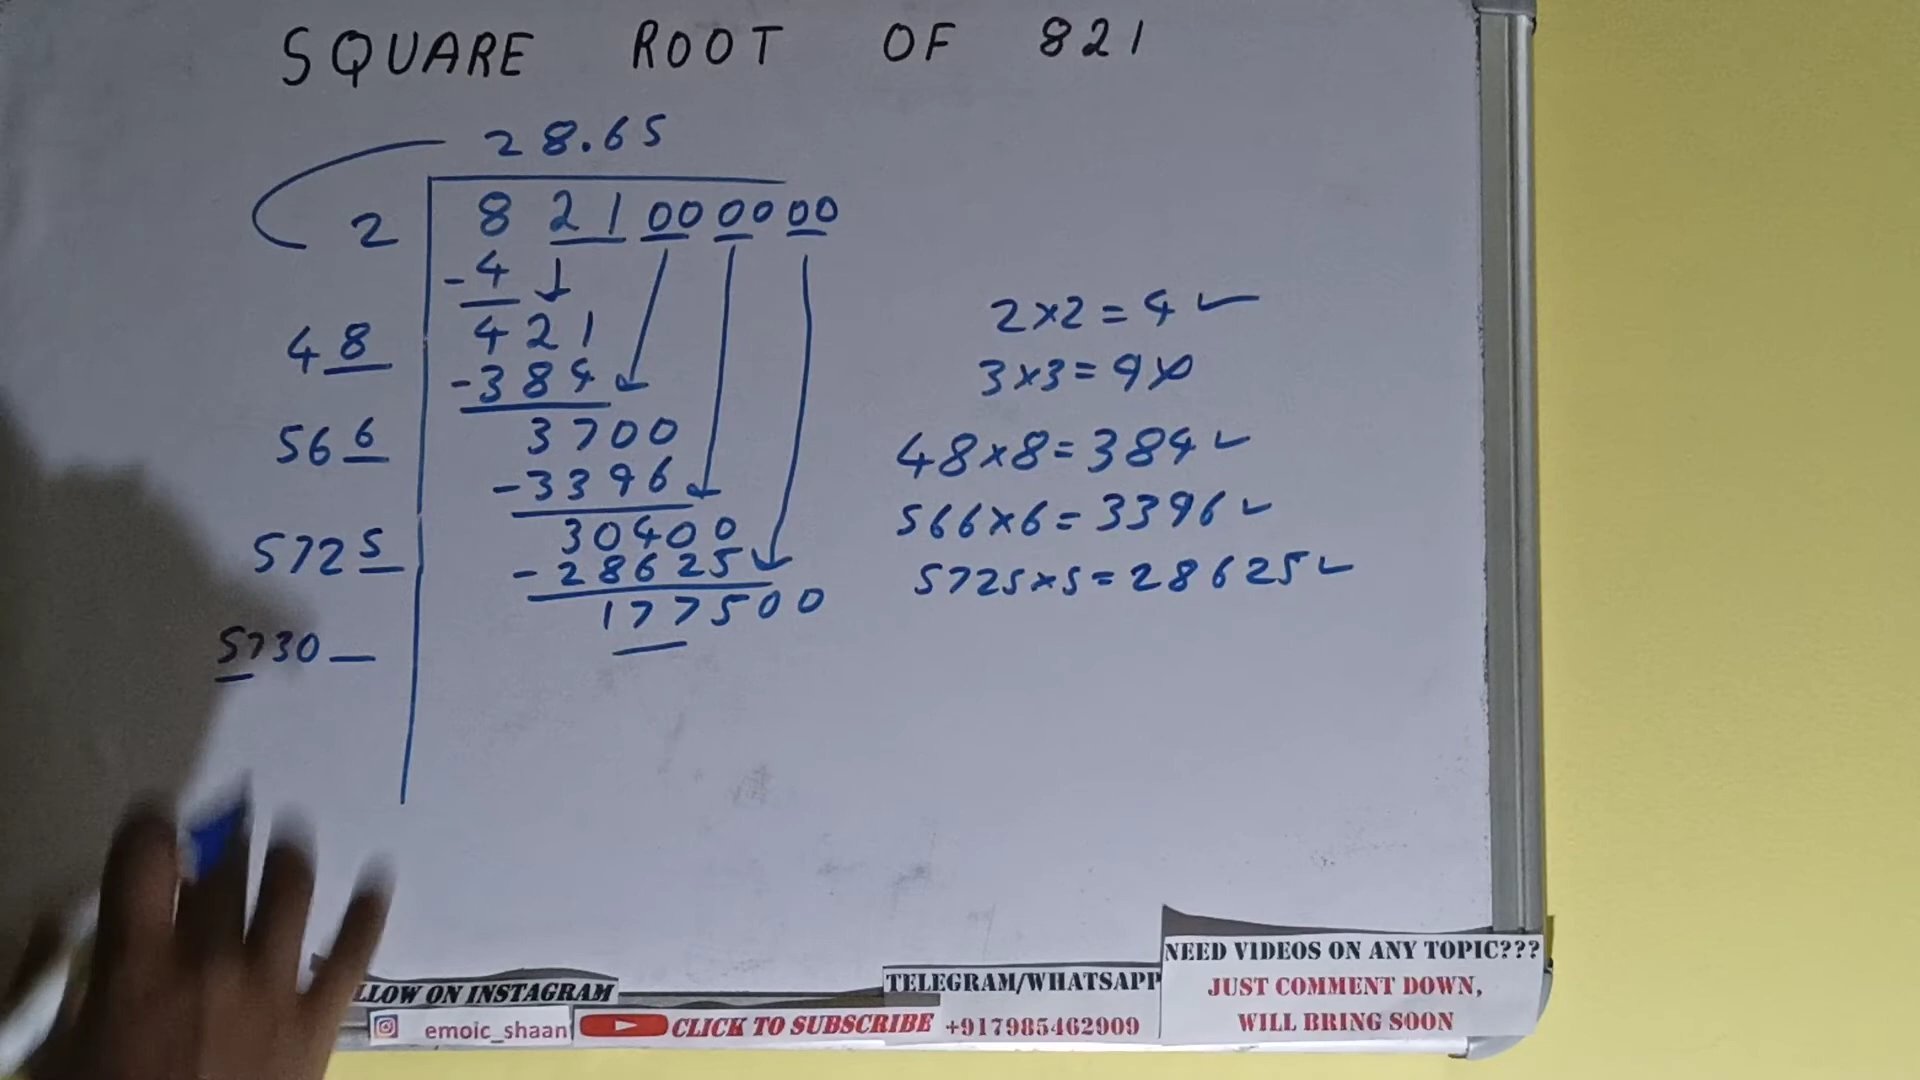 SQUARE ROOT OF 821
28.65
2 8 21 00 00 00
-4
48 421
-384
566 3700
-3396
5725 30400
-28625
5730_ 177500
2×2=4 ✓
3×3=9 ×
48×8=384 ✓
566×6=3396 ✓
5725×5=28625 ✓
LLOW ON INSTAGRAM
emoic_shaan
CLICK TO SUBSCRIBE
TELEGRAM/WHATSAPP
+917985462909
NEED VIDEOS ON ANY TOPIC???
JUST COMMENT DOWN,
WILL BRING SOON